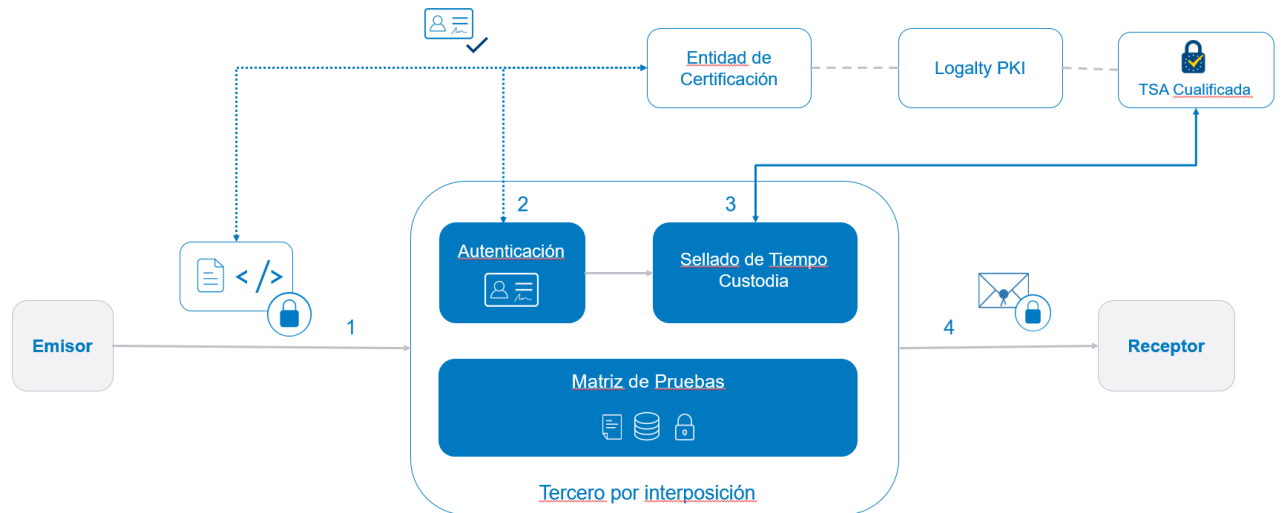 Entidad de
Certificación
Logalty PKI
TSA Cualificada
2
3
Autenticación
Sellado de Tiempo
Custodia
</>
1
4
Emisor
Receptor
Matriz de Pruebas
Tercero por interposición